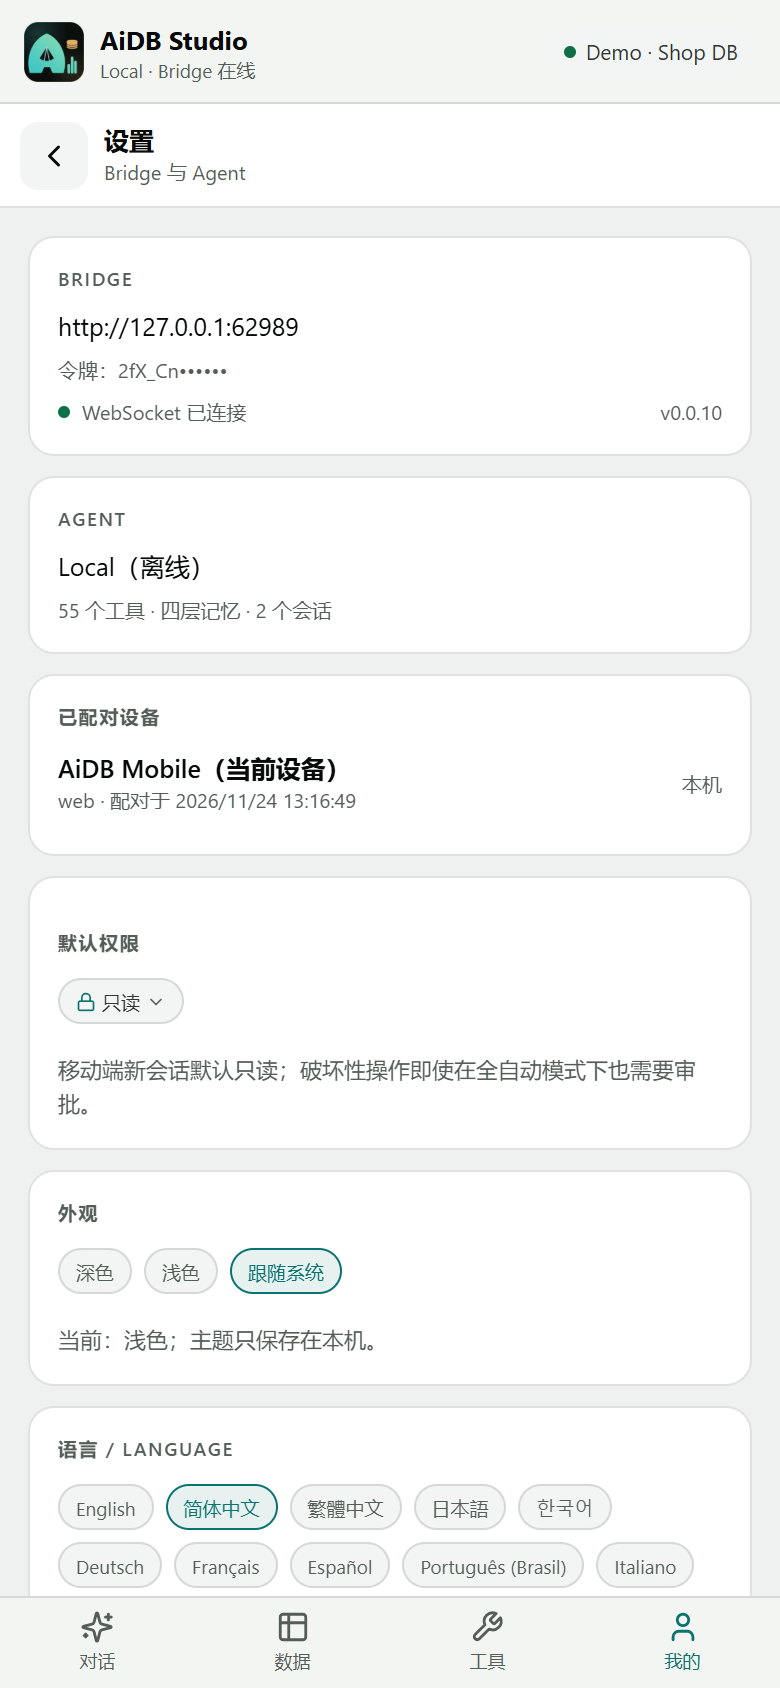 AiDB Studio
Local · Bridge 在线
Demo · Shop DB
设置
Bridge 与 Agent
BRIDGE
http://127.0.0.1:62989
令牌：2fX_Cn••••••
WebSocket 已连接
v0.0.10
AGENT
Local（离线）
55 个工具 · 四层记忆 · 2 个会话
已配对设备
AiDB Mobile（当前设备）
web · 配对于 2026/11/24 13:16:49
本机
默认权限
只读
移动端新会话默认只读；破坏性操作即使在全自动模式下也需要审
批。
外观
深色 浅色 跟随系统
当前：浅色；主题只保存在本机。
语言 / LANGUAGE
English 简体中文 繁體中文 日本語 한국어
Deutsch Français Español Português (Brasil) Italiano
对话 数据 工具 我的